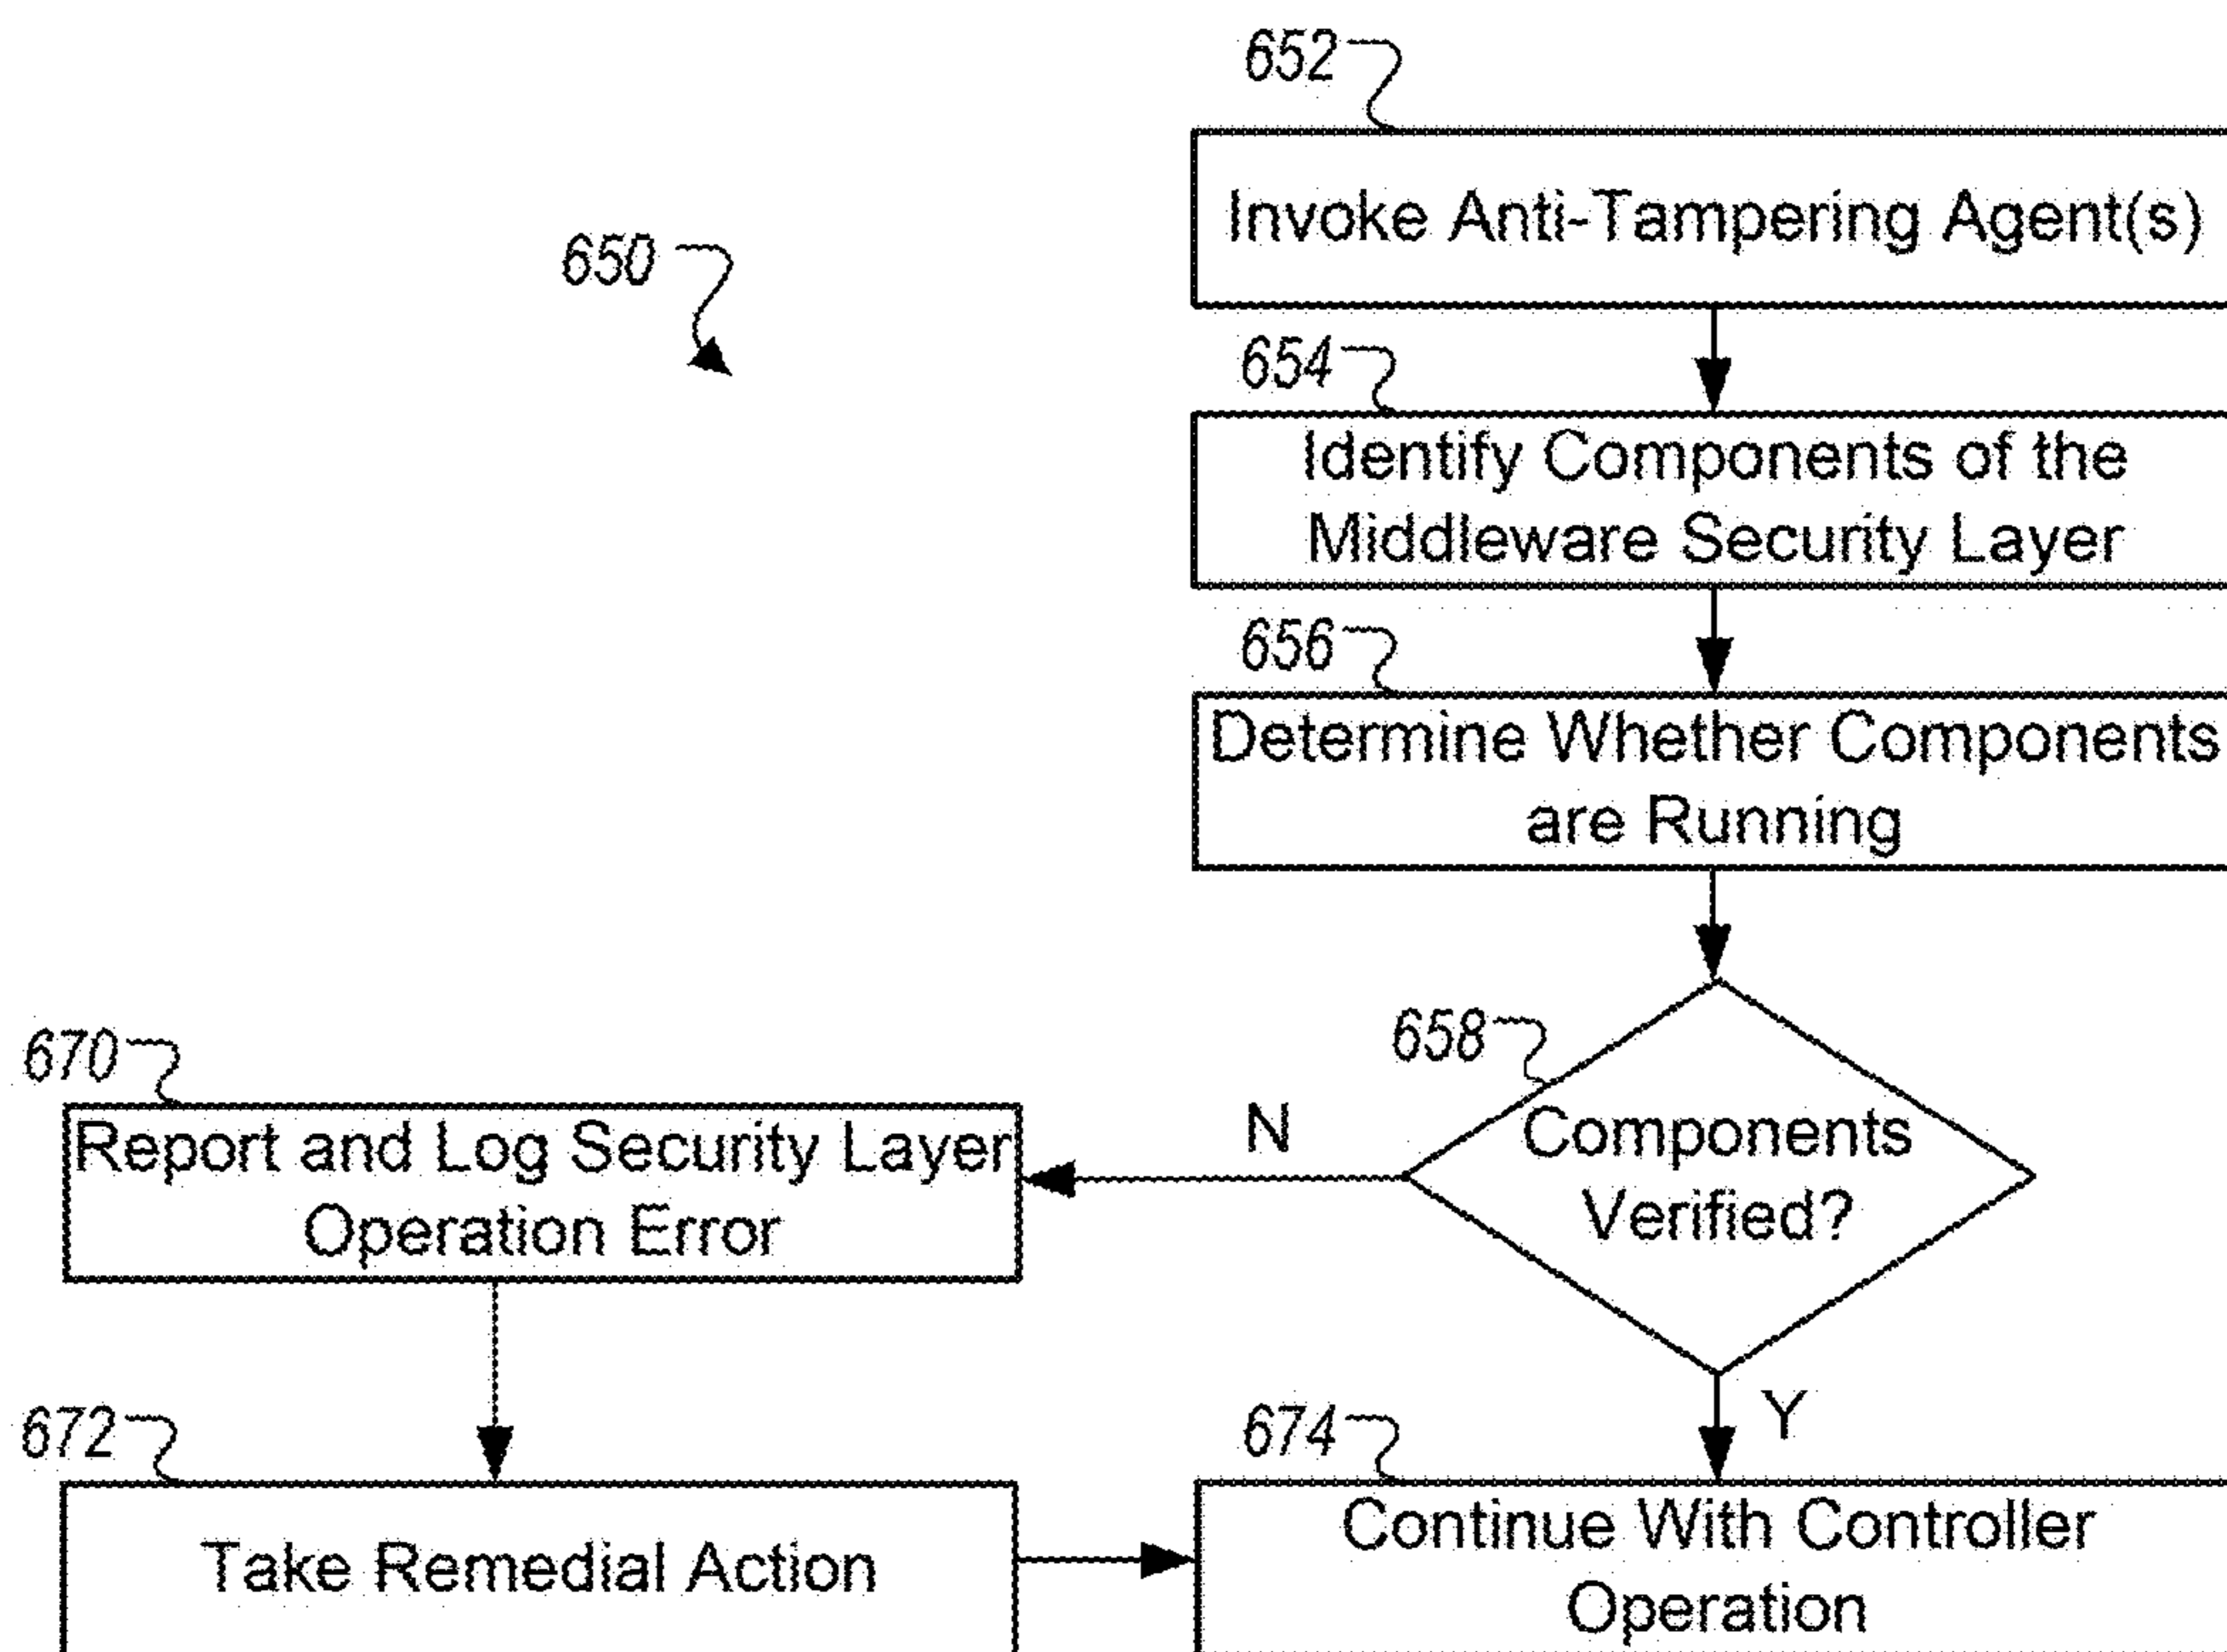 652
Invoke Anti-Tampering Agent(s)
650
654
Identify Components of the
Middleware Security Layer
656
Determine Whether Components
are Running
658
Components
Verified?
N
Y
670
Report and Log Security Layer
Operation Error
672
Take Remedial Action
674
Continue With Controller
Operation